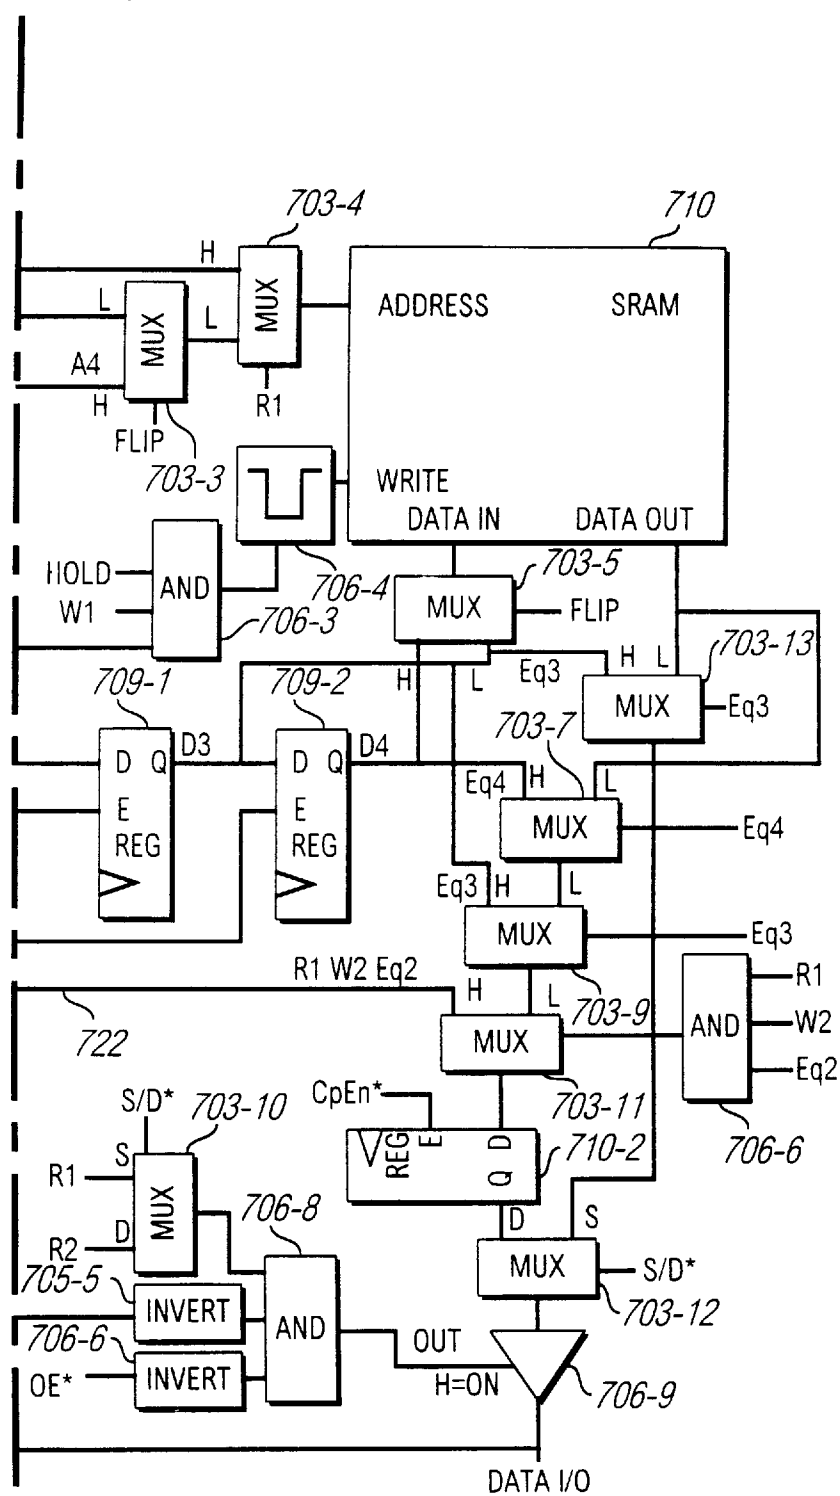 703-4
710
H
MUX
ADDRESS
SRAM
L
MUX
L
A4
H
R1
FLIP
703-3
WRITE
DATA IN
DATA OUT
706-4
703-5
HOLD
W1
AND
706-3
MUX
FLIP
H
L
Eq3
H
L
703-13
MUX
Eq3
709-1
709-2
D3
D4
D Q
E
REG
D Q
E
REG
703-7
Eq4
H
L
MUX
Eq4
Eq3
H
L
MUX
Eq3
703-9
R1 W2 Eq2
H
L
722
MUX
703-11
AND
R1
W2
Eq2
706-6
CpEn*
REG
E
D
Q
710-2
S/D*
703-10
R1
S
MUX
R2
D
706-8
D
S
MUX
S/D*
703-12
705-5
INVERT
AND
706-6
OE*
INVERT
OUT
H=ON
706-9
DATA I/O